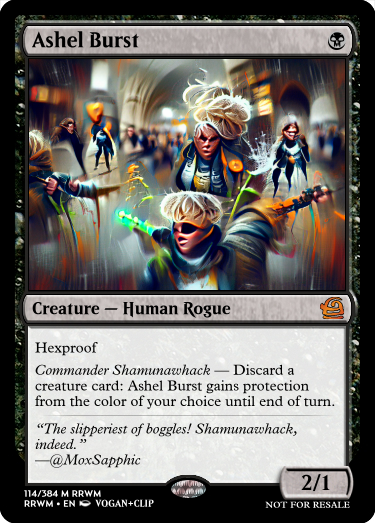 Ashel Burst
Creature — Human Rogue
Hexproof
Commander Shamunawhack — Discard a
creature card: Ashel Burst gains protection
from the color of your choice until end of turn.
“The slipperiest of boggles! Shamunawhack,
indeed.”
—@MoxSapphic
2/1
114/384 M RRWM
RRWM • EN VOGAN+CLIP
NOT FOR RESALE